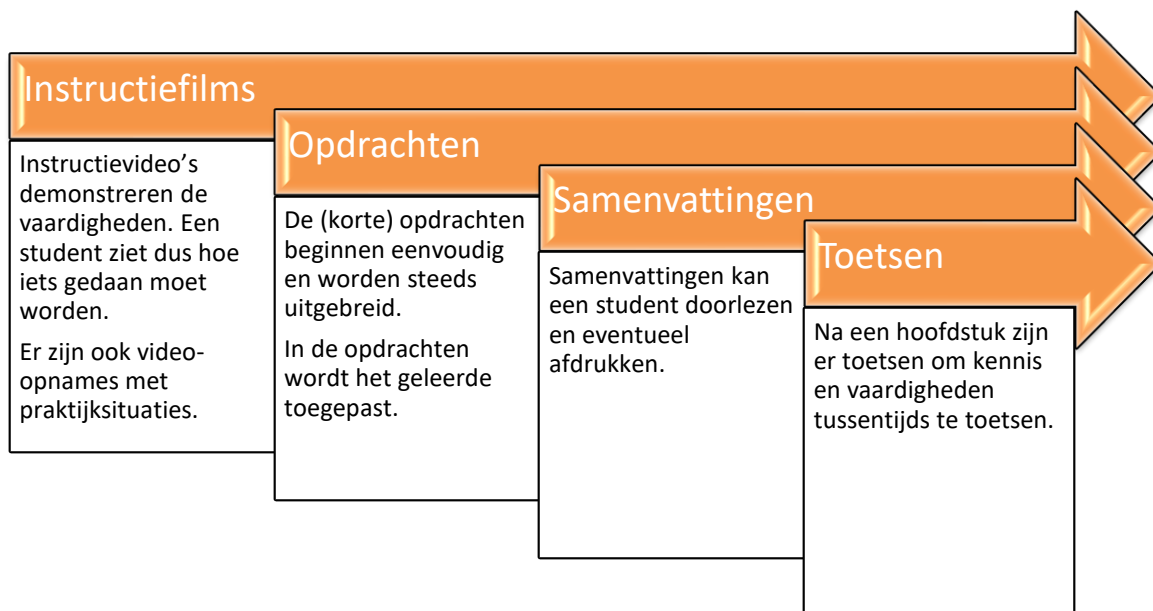 Instructiefilms
Instructievideo’s
demonstreren de
vaardigheden. Een
student ziet dus hoe
iets gedaan moet
worden.
Er zijn ook video-
opnames met
praktijksituaties.
Opdrachten
De (korte) opdrachten
beginnen eenvoudig
en worden steeds
uitgebreid.
In de opdrachten
wordt het geleerde
toegepast.
Samenvattingen
Samenvattingen kan
een student doorlezen
en eventueel
afdrukken.
Toetsen
Na een hoofdstuk zijn
er toetsen om kennis
en vaardigheden
tussentijds te toetsen.